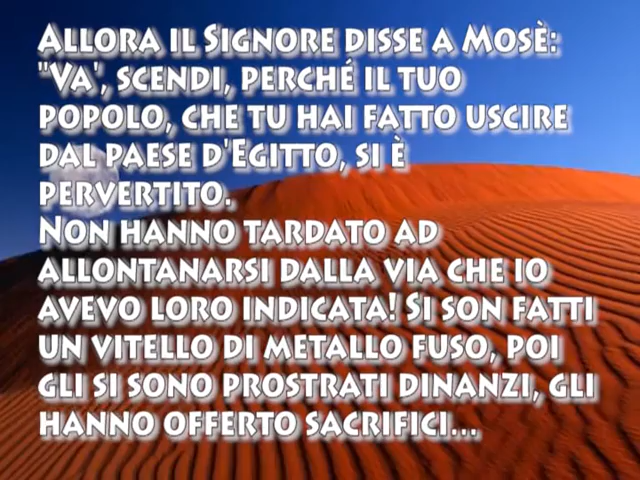 Allora il Signore disse a Mosè:
"Va', scendi, perché il tuo
popolo, che tu hai fatto uscire
dal paese d'Egitto, si è
pervertito.
Non hanno tardato ad
allontanarsi dalla via che io
avevo loro indicata! Si son fatti
un vitello di metallo fuso, poi
gli si sono prostrati dinanzi, gli
hanno offerto sacrifici...